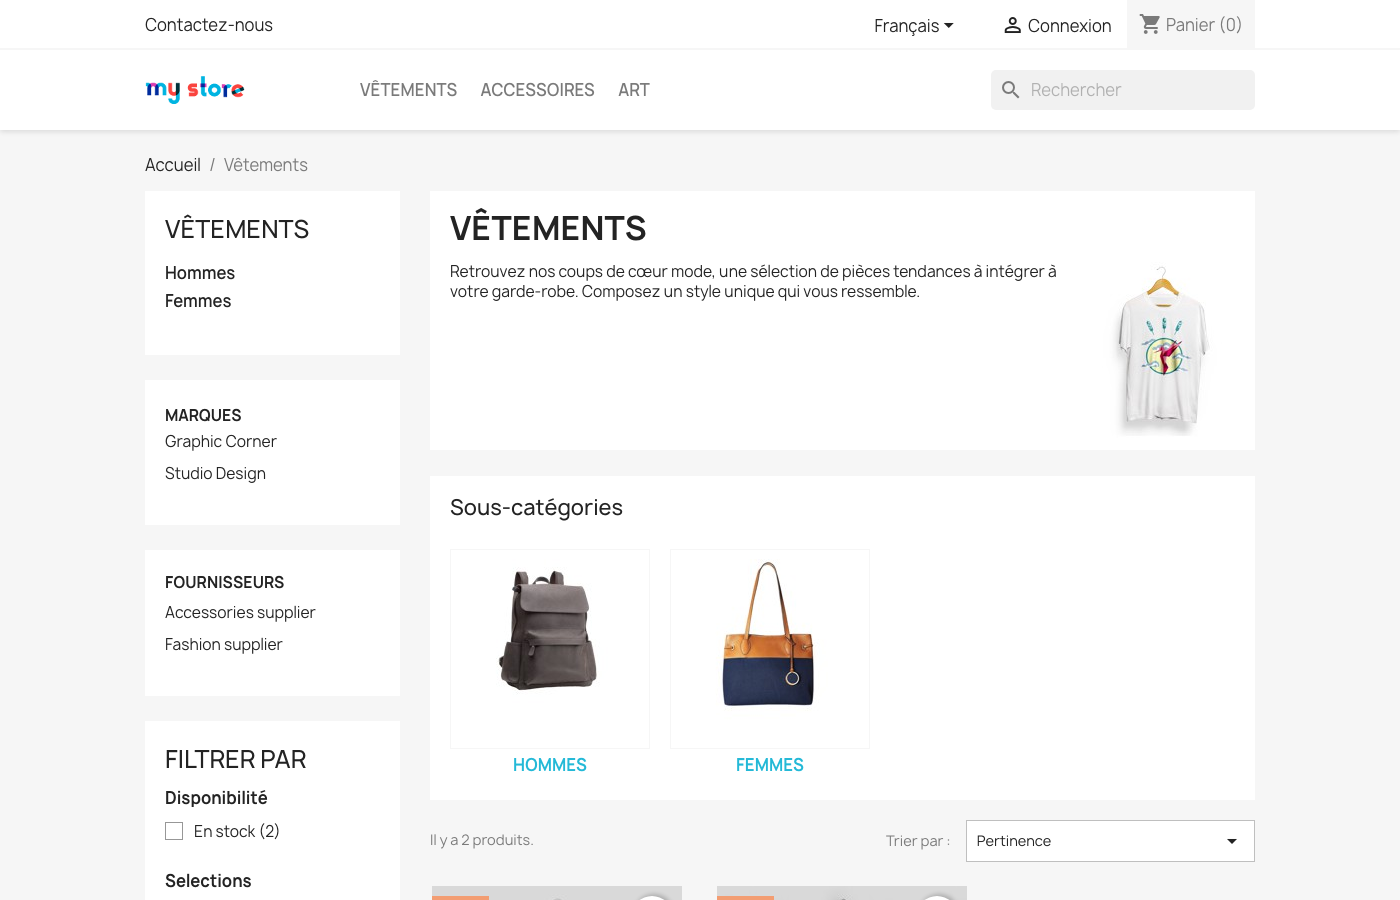 Contactez-nous
Français
Connexion
Panier (0)
my store
VÊTEMENTS
ACCESSOIRES
ART
Rechercher
Accueil / Vêtements
VÊTEMENTS
Hommes
Femmes
MARQUES
Graphic Corner
Studio Design
FOURNISSEURS
Accessories supplier
Fashion supplier
FILTRER PAR
Disponibilité
En stock (2)
Selections
VÊTEMENTS
Retrouvez nos coups de cœur mode, une sélection de pièces tendances à intégrer à
votre garde-robe. Composez un style unique qui vous ressemble.
Sous-catégories
HOMMES
FEMMES
Il y a 2 produits.
Trier par :
Pertinence